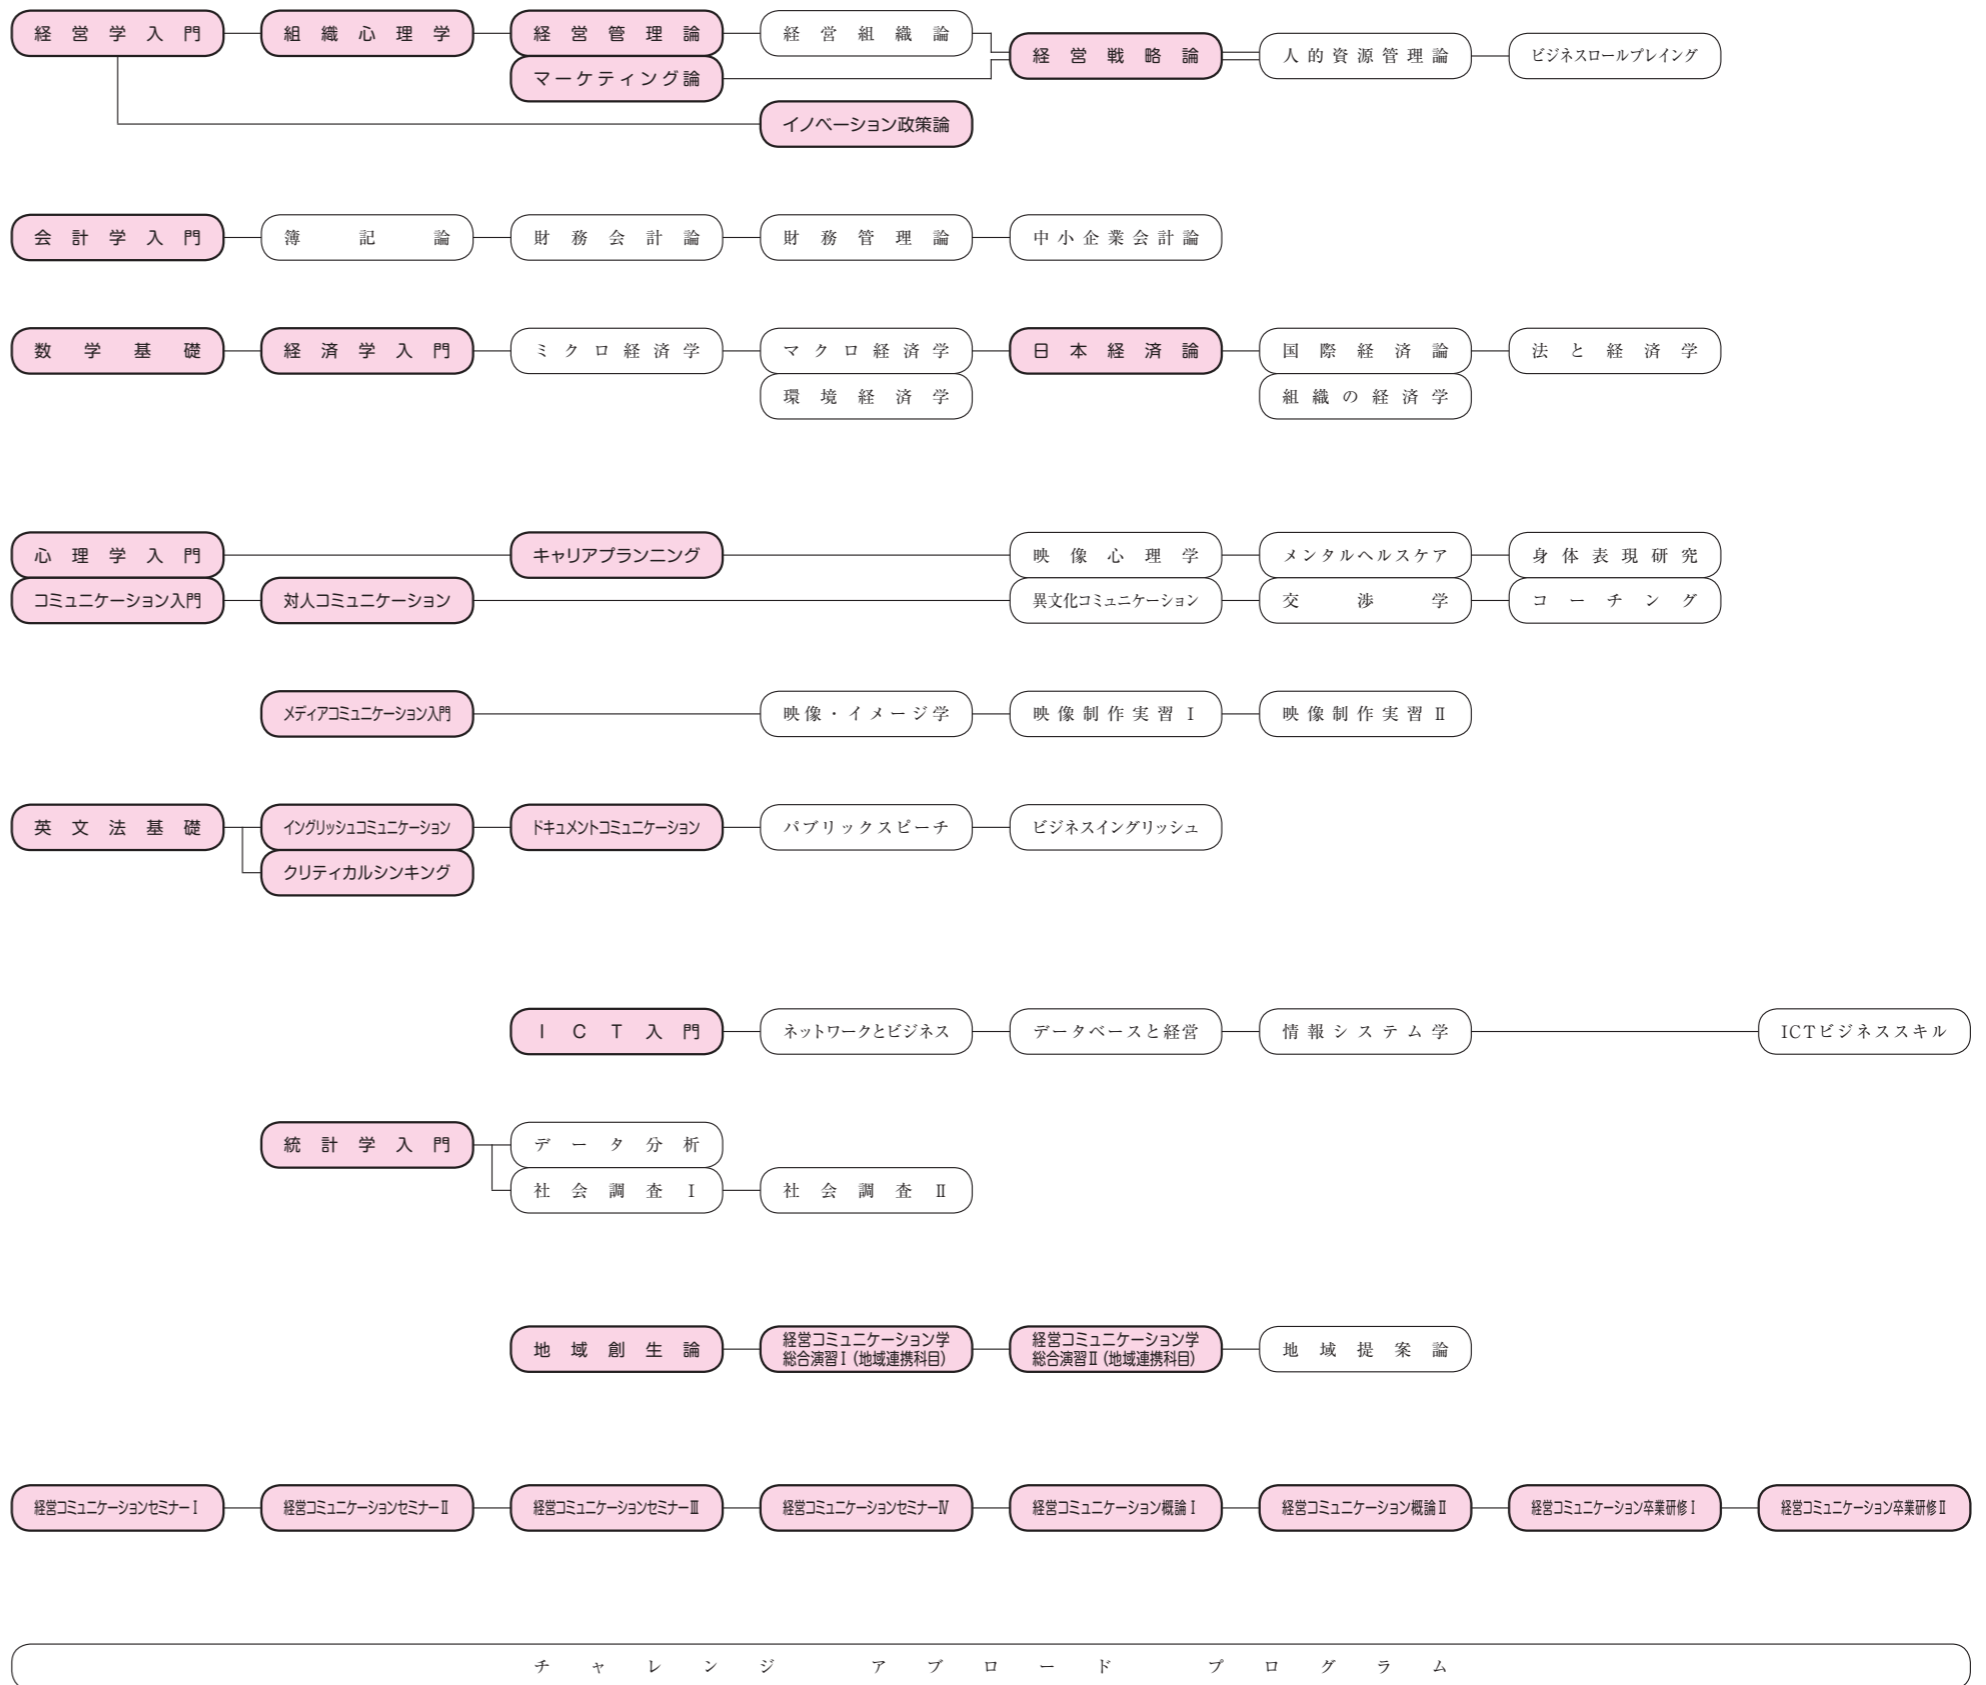 経営学入門
組織心理学
経営管理論
経営組織論
経営戦略論
人的資源管理論
ビジネスロールプレイング
マーケティング論
イノベーション政策論
会計学入門
簿記論
財務会計論
財務管理論
中小企業会計論
数学基礎
経済学入門
ミクロ経済学
マクロ経済学
日本経済論
国際経済論
法と経済学
環境経済学
組織の経済学
心理学入門
キャリアプランニング
映像心理学
メンタルヘルスケア
身体表現研究
コミュニケーション入門
対人コミュニケーション
異文化コミュニケーション
交渉学
コーチング
メディアコミュニケーション入門
映像・イメージ学
映像制作実習Ⅰ
映像制作実習Ⅱ
英文法基礎
イングリッシュコミュニケーション
ドキュメントコミュニケーション
パブリックスピーチ
ビジネスイングリッシュ
クリティカルシンキング
ICT入門
ネットワークとビジネス
データベースと経営
情報システム学
ICTビジネススキル
統計学入門
データ分析
社会調査Ⅰ
社会調査Ⅱ
地域創生論
経営コミュニケーション学
総合演習Ⅰ（地域連携科目）
経営コミュニケーション学
総合演習Ⅱ（地域連携科目）
地域提案論
経営コミュニケーションセミナーⅠ
経営コミュニケーションセミナーⅡ
経営コミュニケーションセミナーⅢ
経営コミュニケーションセミナーⅣ
経営コミュニケーション概論Ⅰ
経営コミュニケーション概論Ⅱ
経営コミュニケーション卒業研修Ⅰ
経営コミュニケーション卒業研修Ⅱ
チャレンジ アブロード プログラム